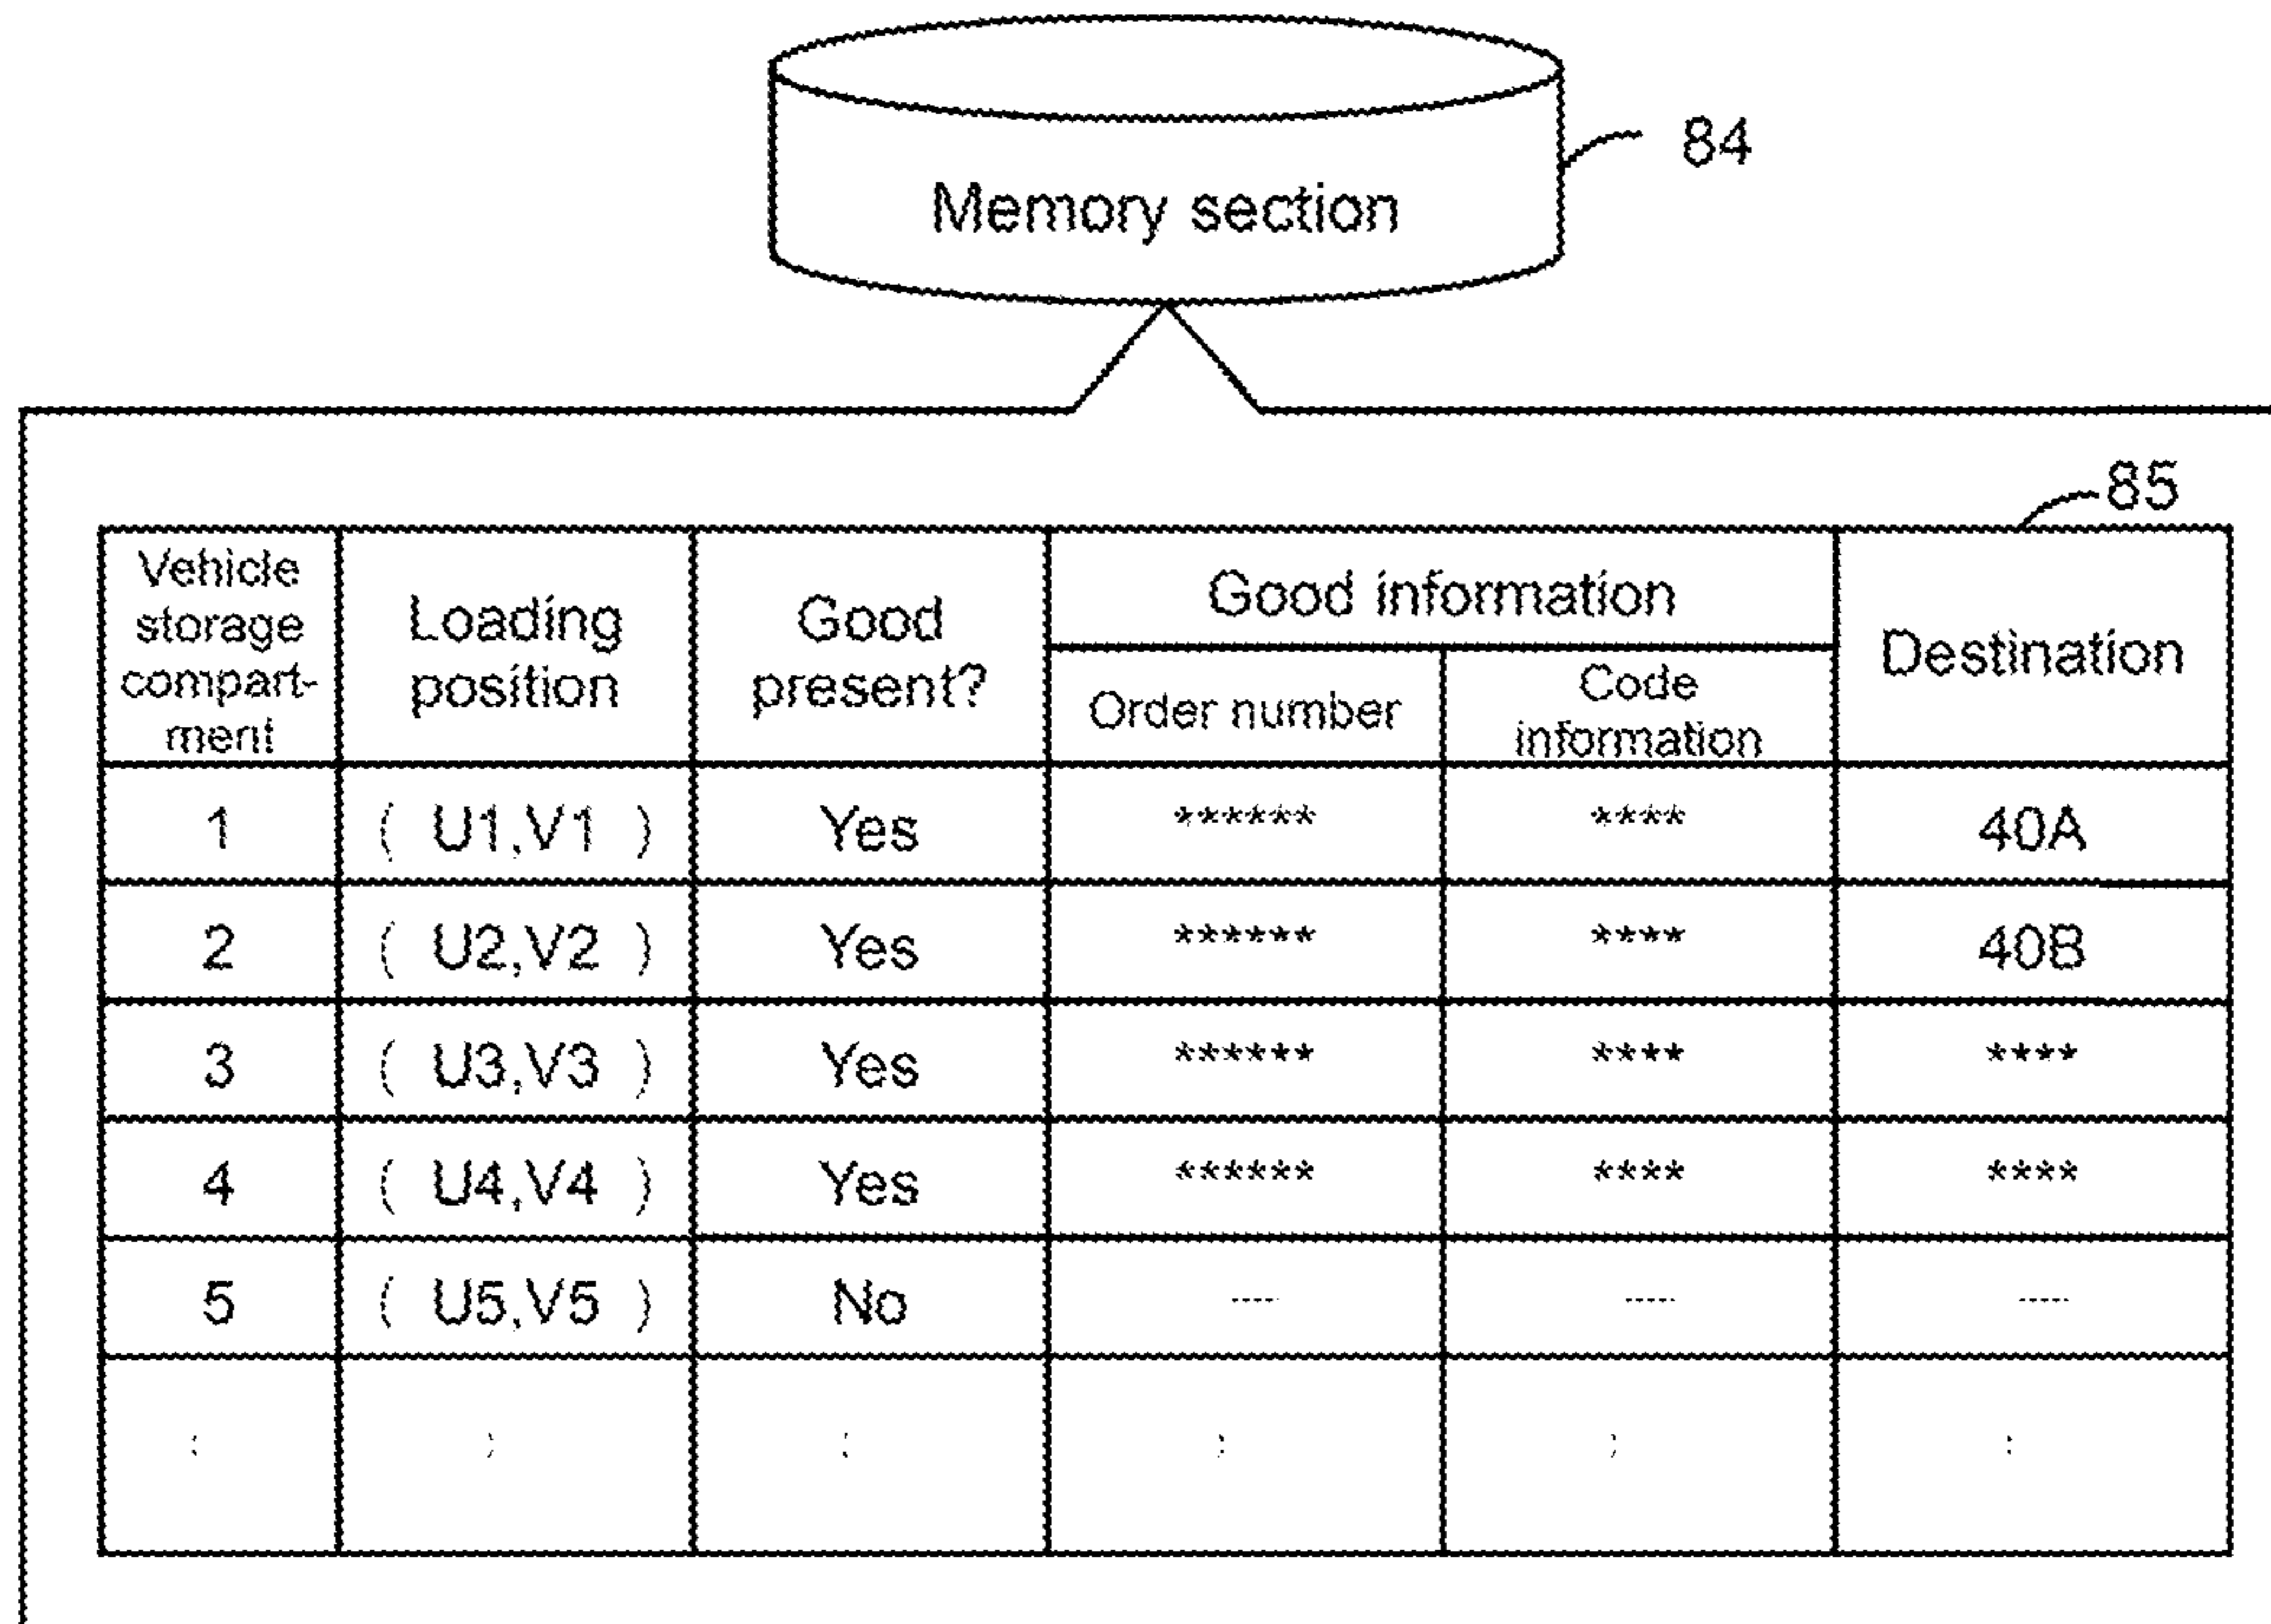 84
Memory section
85
Vehicle
storage
compart-
ment
Loading
position
Good
present?
Good information
Order number
Code
information
Destination
1 ( U1,V1 ) Yes ****** **** 40A
2 ( U2,V2 ) Yes ****** **** 40B
3 ( U3,V3 ) Yes ****** **** ****
4 ( U4,V4 ) Yes ****** **** ****
5 ( U5,V5 ) No ---- ---- ----
: : : : : :